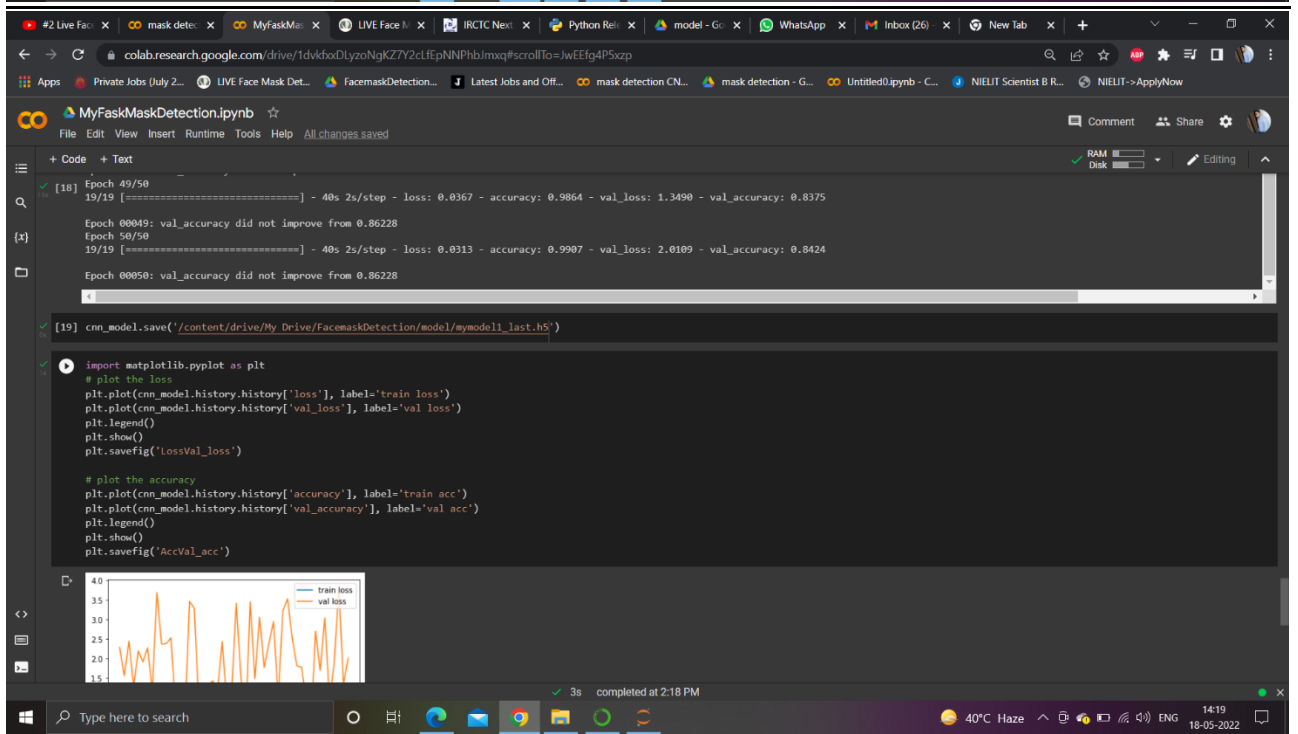 #2 Live Face
mask detec
MyFaskMas
LIVE Face M
IRCTC Next
Python Rele
model - Go
WhatsApp
Inbox (26) -
New Tab
colab.research.google.com/drive/1dvkfxxDLyzoNgKZ7Y2cLfEpNNPhbJmxq#scrollTo=JwEEfg4P5xzp
ABP
Apps
Private Jobs (July 2...
LIVE Face Mask Det...
FacemaskDetection...
Latest Jobs and Off...
mask detection CN...
mask detection - G...
Untitled0.ipynb - C...
NIELIT Scientist B R...
NIELIT->ApplyNow
MyFaskMaskDetection.ipynb
File Edit View Insert Runtime Tools Help All changes saved
Comment
Share
+ Code + Text
RAM
Disk
Editing
[18] Epoch 49/50
19/19 [==============================] - 40s 2s/step - loss: 0.0367 - accuracy: 0.9864 - val_loss: 1.3490 - val_accuracy: 0.8375
Epoch 00049: val_accuracy did not improve from 0.86228
Epoch 50/50
19/19 [==============================] - 40s 2s/step - loss: 0.0313 - accuracy: 0.9907 - val_loss: 2.0109 - val_accuracy: 0.8424
Epoch 00050: val_accuracy did not improve from 0.86228
{x}
[19] cnn_model.save('/content/drive/My Drive/FacemaskDetection/model/mymodel1_last.h5')
import matplotlib.pyplot as plt
# plot the loss
plt.plot(cnn_model.history.history['loss'], label='train loss')
plt.plot(cnn_model.history.history['val_loss'], label='val loss')
plt.legend()
plt.show()
plt.savefig('LossVal_loss')
# plot the accuracy
plt.plot(cnn_model.history.history['accuracy'], label='train acc')
plt.plot(cnn_model.history.history['val_accuracy'], label='val acc')
plt.legend()
plt.show()
plt.savefig('AccVal_acc')
4.0
3.5
3.0
2.5
2.0
1.5
train loss
val loss
3s completed at 2:18 PM
Type here to search
40°C Haze
ENG
14:19
18-05-2022